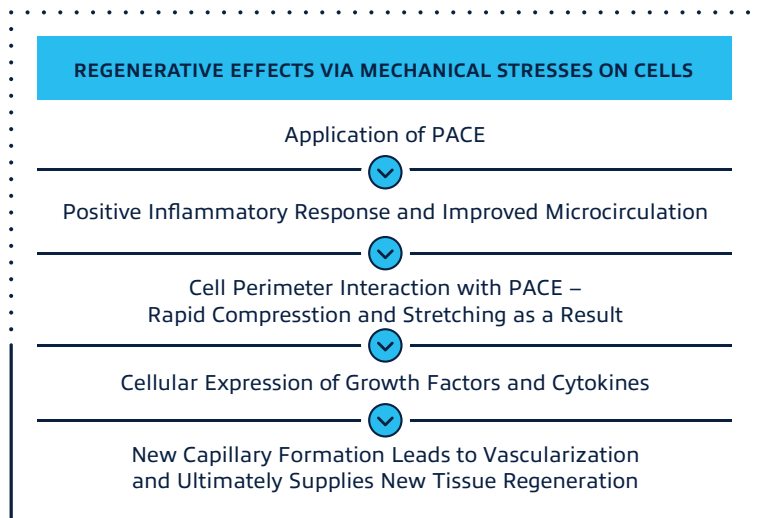 REGENERATIVE EFFECTS VIA MECHANICAL STRESSES ON CELLS
Application of PACE
Positive Inflammatory Response and Improved Microcirculation
Cell Perimeter Interaction with PACE –
Rapid Compresstion and Stretching as a Result
Cellular Expression of Growth Factors and Cytokines
New Capillary Formation Leads to Vascularization
and Ultimately Supplies New Tissue Regeneration